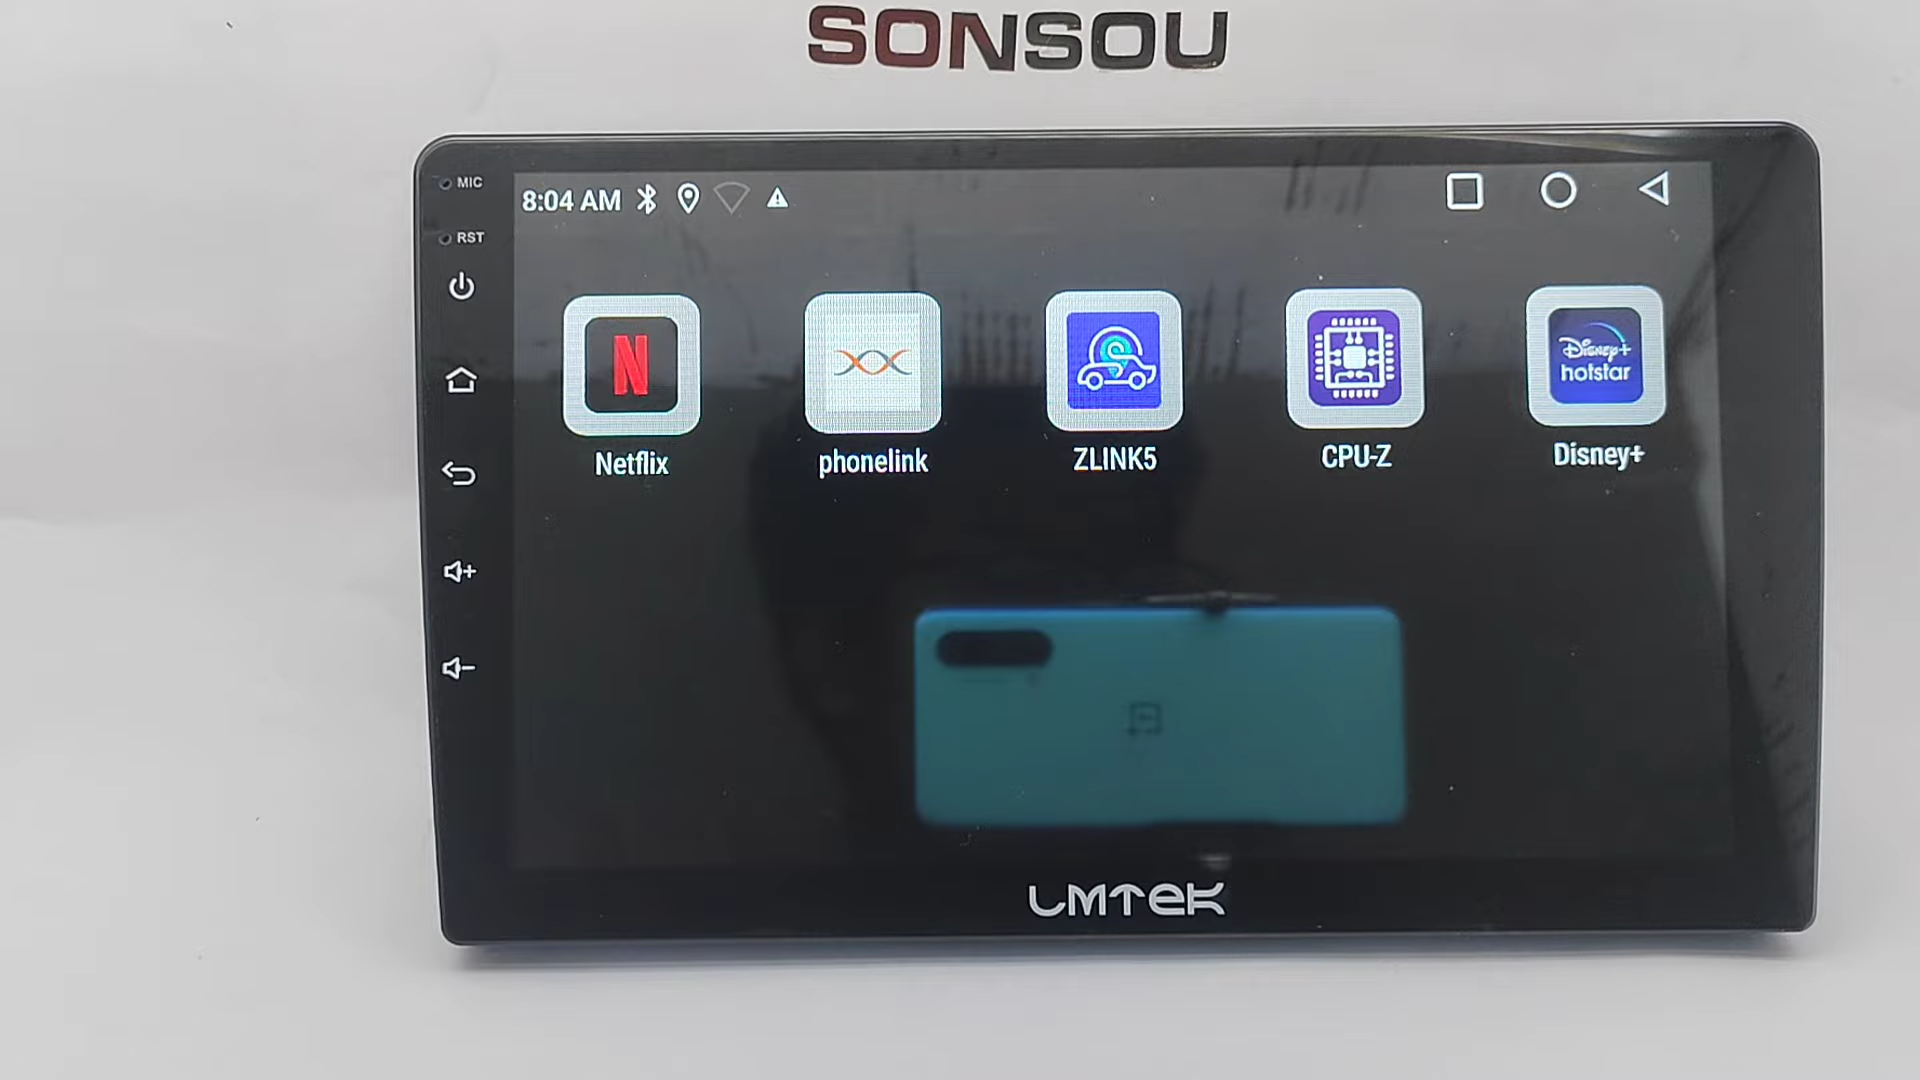 SONSOU
MIC
RST
8:04 AM
N
Disney+
hotstar
Netflix
phonelink
ZLINK5
CPU-Z
Disney+
LMTEK